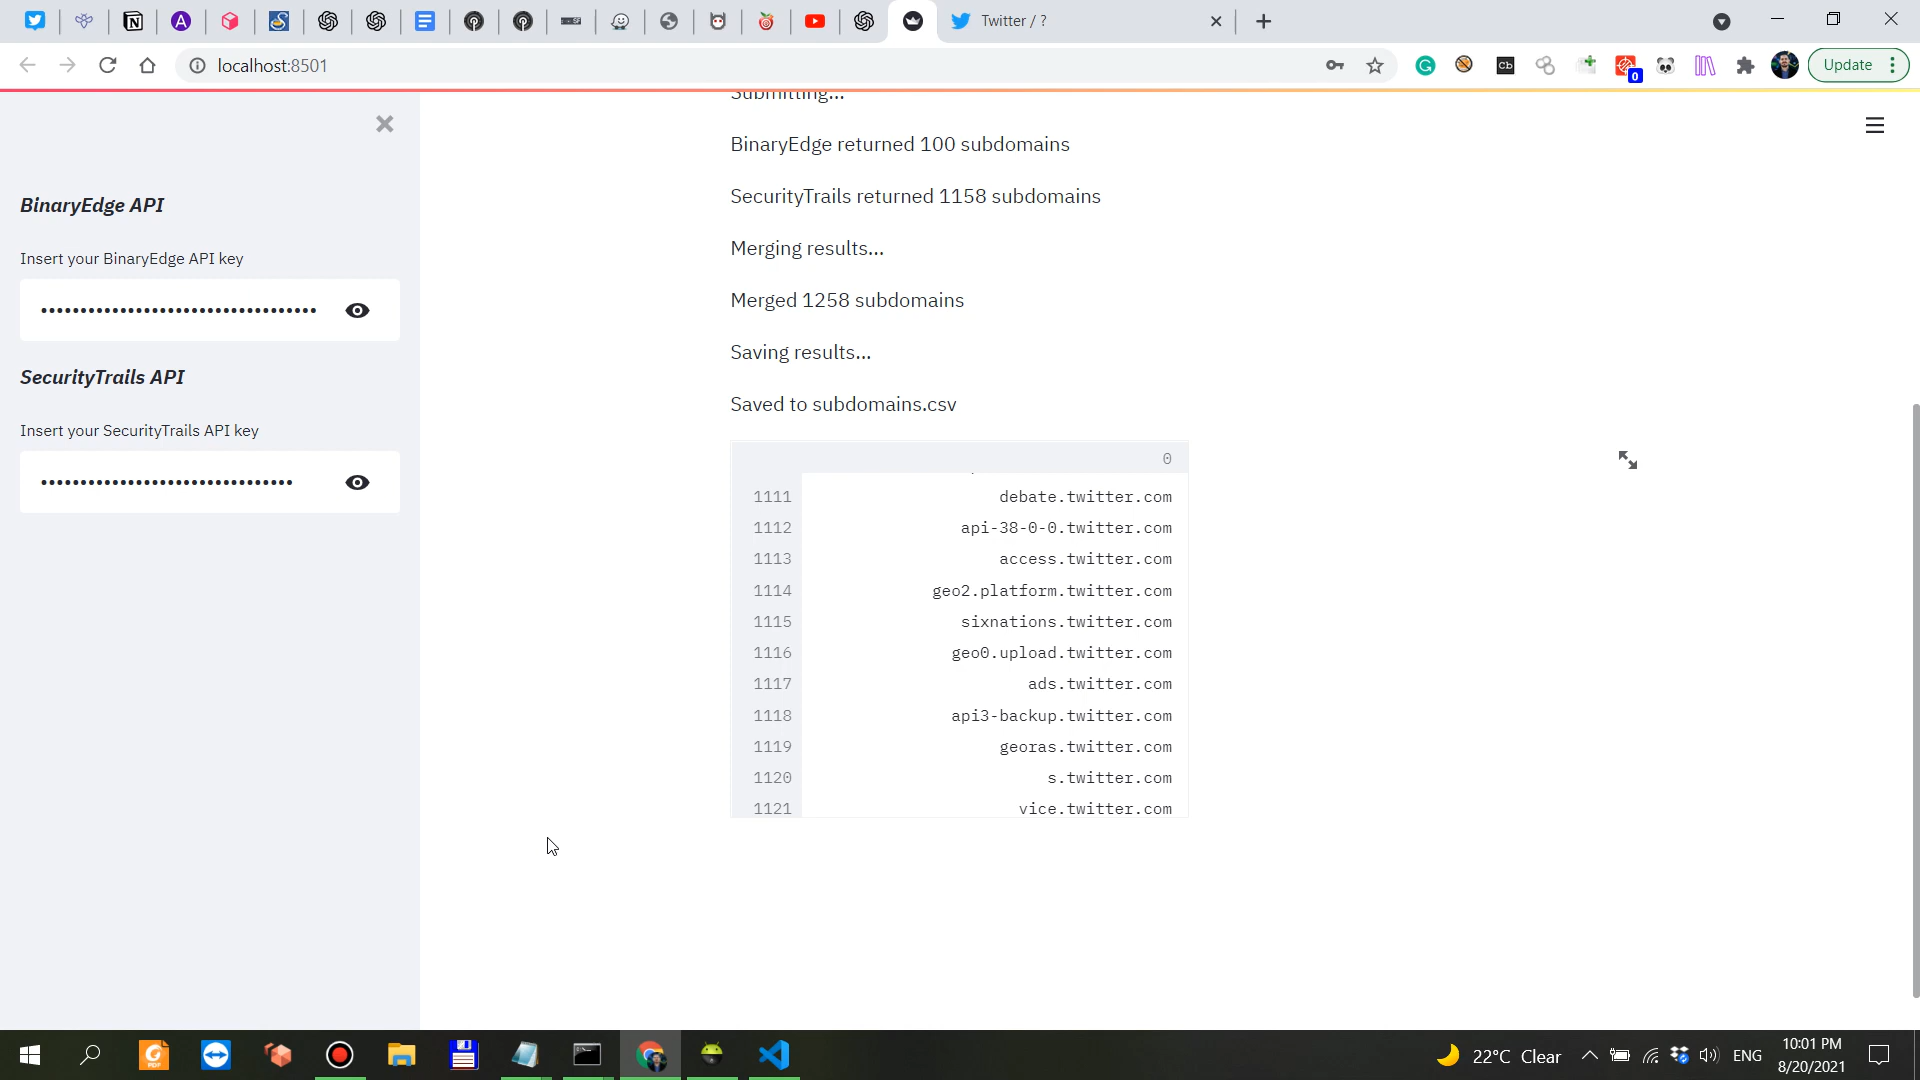 Twitter / ?
localhost:8501
Update
Cb
0
BinaryEdge API
Insert your BinaryEdge API key
SecurityTrails API
Insert your SecurityTrails API key
Submitting...
BinaryEdge returned 100 subdomains
SecurityTrails returned 1158 subdomains
Merging results...
Merged 1258 subdomains
Saving results...
Saved to subdomains.csv
0
1111 debate.twitter.com
1112 api-38-0-0.twitter.com
1113 access.twitter.com
1114 geo2.platform.twitter.com
1115 sixnations.twitter.com
1116 geo0.upload.twitter.com
1117 ads.twitter.com
1118 api3-backup.twitter.com
1119 georas.twitter.com
1120 s.twitter.com
1121 vice.twitter.com
22°C Clear
ENG
10:01 PM
8/20/2021